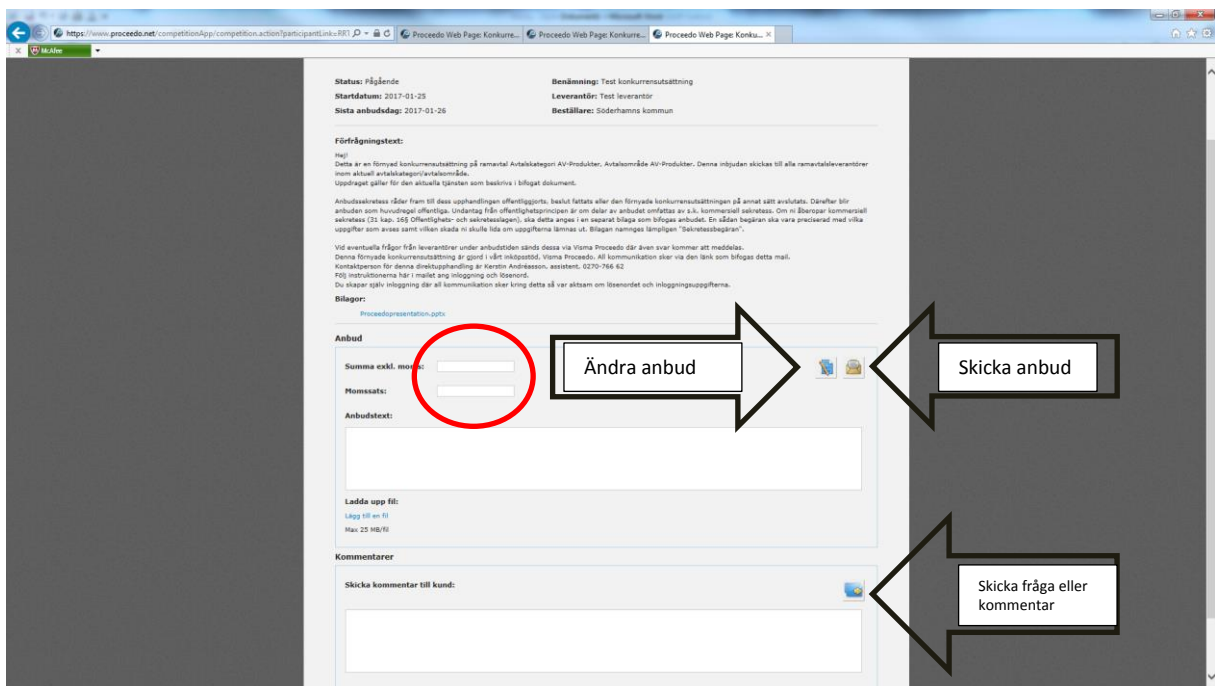 https://www.proceedo.net/competitionApp/competition.action?participantLink=RR1
Proceedo Web Page: Konkurre...
Proceedo Web Page: Konkurre...
Proceedo Web Page: Konku...
McAfee
Status: Pågående
Benämning: Test konkurrensutsättning
Startdatum: 2017-01-25
Leverantör: Test leverantör
Sista anbudsdag: 2017-01-26
Beställare: Söderhamns kommun
Förfrågningstext:
Hej!
Detta är en förnyad konkurrensutsättning på ramavtal Avtalskategori AV-Produkter, Avtalsområde AV-Produkter. Denna inbjudan skickas till alla ramavtalsleverantörer
inom aktuell avtalskategori/avtalsområde.
Uppdraget gäller för den aktuella tjänsten som beskrivs i bifogat dokument.
Anbudssekretess råder fram till dess upphandlingen offentliggjorts, beslut fattats eller den förnyade konkurrensutsättningen på annat sätt avslutats. Därefter blir
anbuden som huvudregel offentliga. Undantag från offentlighetsprincipen är om delar av anbudet omfattas av s.k. kommersiell sekretess. Om ni åberopar kommersiell
sekretess (31 kap. 16§ Offentlighets- och sekretesslagen), ska detta anges i en separat bilaga som bifogas anbudet. En sådan begäran ska vara preciserad med vilka
uppgifter som avses samt vilken skada ni skulle lida om uppgifterna lämnas ut. Bilagan namnges lämpligen "Sekretessbegäran".
Vid eventuella frågor från leverantörer under anbudstiden sänds dessa via Visma Proceedo där även svar kommer att meddelas.
Denna förnyade konkurrensutsättning är gjord i vårt inköpsstöd, Visma Proceedo. All kommunikation sker via den länk som bifogas detta mail.
Kontaktperson för denna direktupphandling är Kerstin Andréasson, assistent, 0270-766 62
Följ instruktionerna här i mailet ang inloggning och lösenord.
Du skapar själv inloggning där all kommunikation sker kring detta så var aktsam om lösenordet och inloggningsuppgifterna.
Bilagor:
Proceedopresentation.pptx
Anbud
Summa exkl. moms:
Ändra anbud
Skicka anbud
Momssats:
Anbudstext:
Ladda upp fil:
Lägg till en fil
Max 25 MB/fil
Kommentarer
Skicka kommentar till kund:
Skicka fråga eller
kommentar